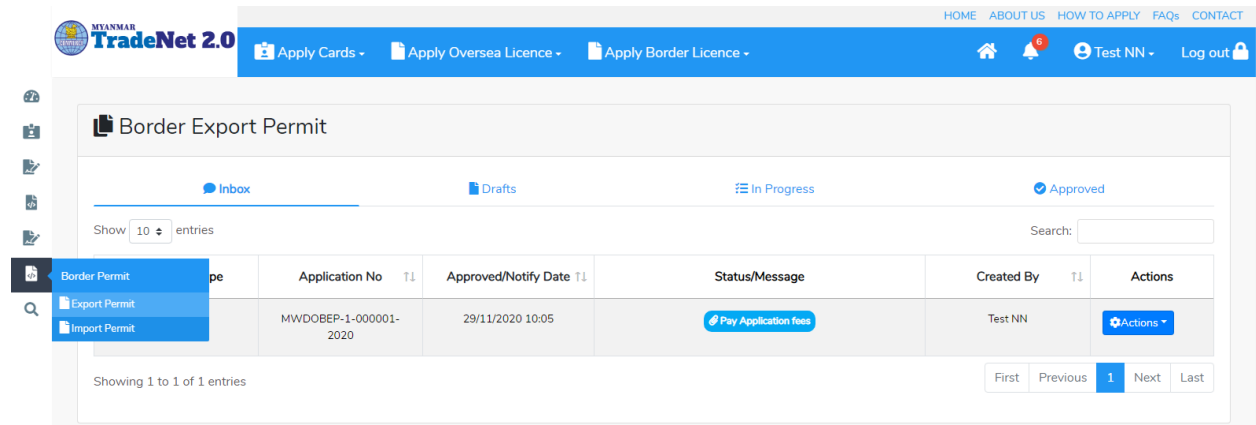 HOME ABOUT US HOW TO APPLY FAQs CONTACT
MYANMAR
TradeNet 2.0
Apply Cards Apply Oversea Licence Apply Border Licence 6 Test NN Log out
Border Export Permit
Inbox Drafts In Progress Approved
Show 10 entries Search:
Border Permit pe Application No Approved/Notify Date Status/Message Created By Actions
Export Permit
MWDOBEP-1-000001- 29/11/2020 10:05 Pay Application fees Test NN Actions
Import Permit
2020
Showing 1 to 1 of 1 entries First Previous 1 Next Last